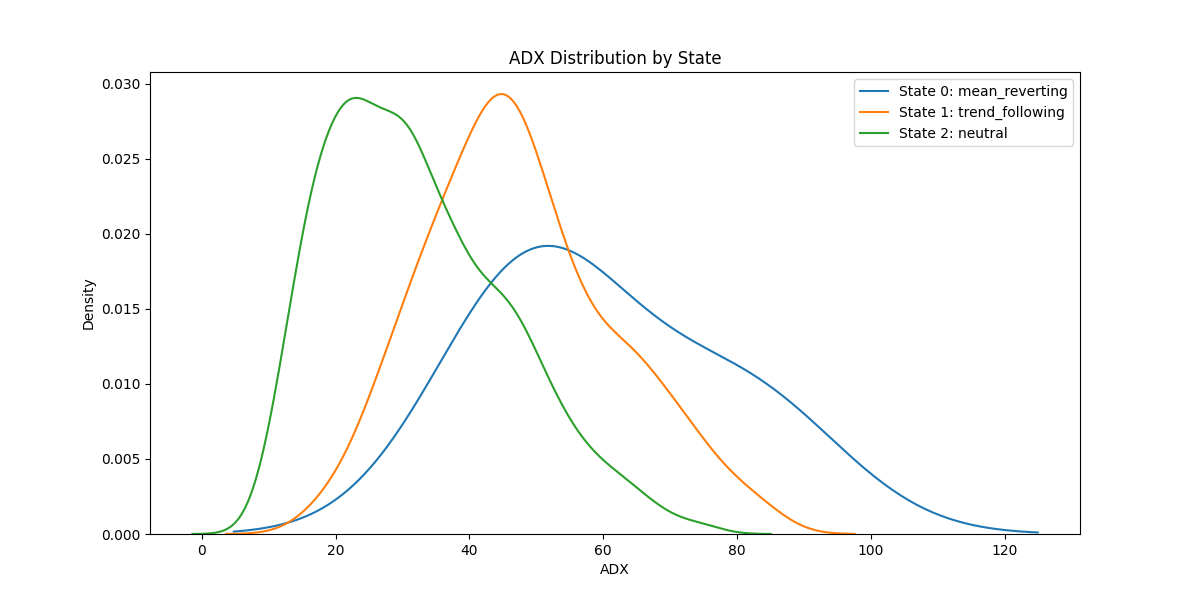 ADX Distribution by State
State 0: mean_reverting
State 1: trend_following
State 2: neutral
Density
0.030
0.025
0.020
0.015
0.010
0.005
0.000
0 20 40 60 80 100 120
ADX